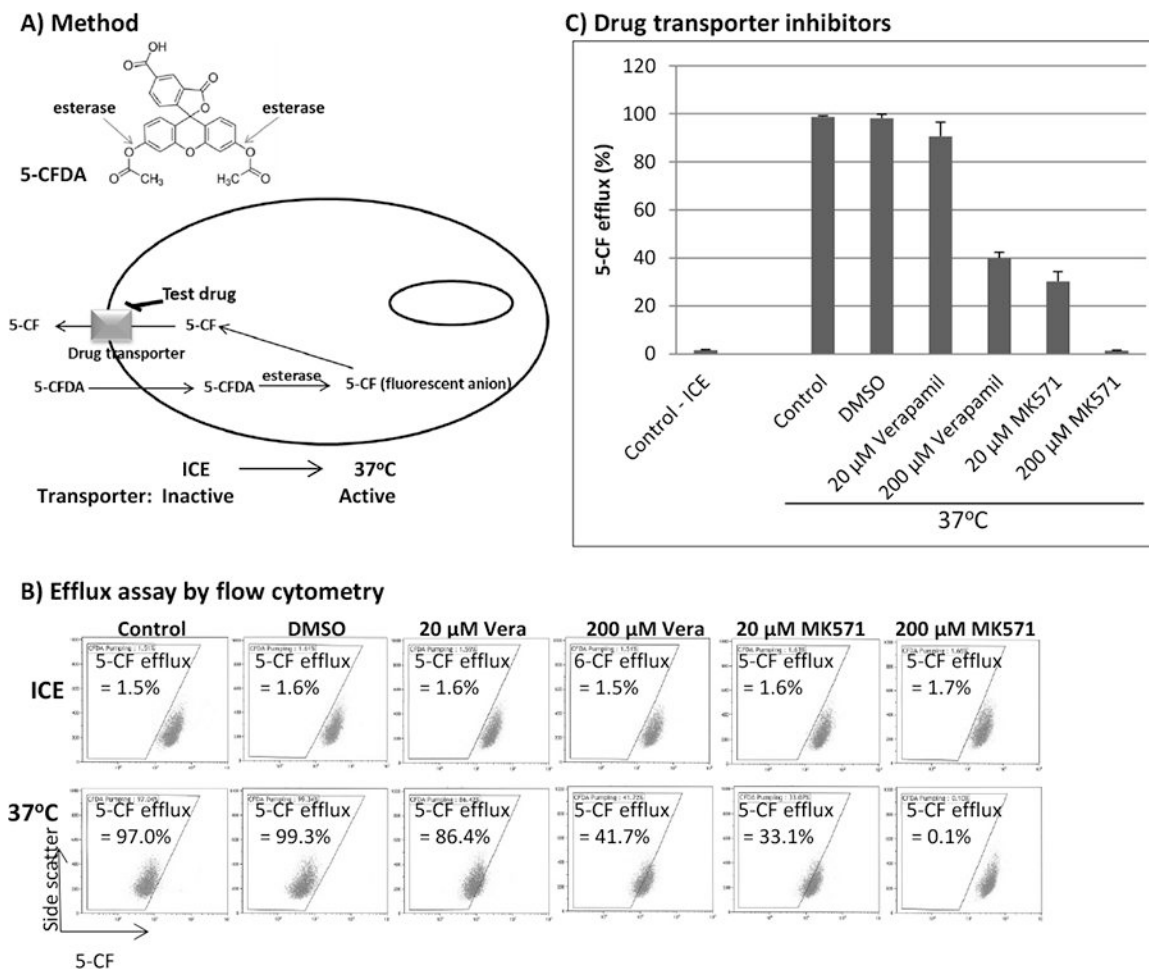 A) Method
OH
O
O
O
esterase
esterase
O
O
O
5-CFDA
O
CH₃
H₃C
O
Test drug
5-CF
5-CF
Drug transporter
5-CFDA
5-CFDA
esterase
5-CF (fluorescent anion)
ICE
37ºC
Transporter: Inactive
Active
C) Drug transporter inhibitors
5-CF efflux (%)
120
100
80
60
40
20
0
Control - ICE
Control
DMSO
20 µM Verapamil
200 µM Verapamil
20 µM MK571
200 µM MK571
37ºC
B) Efflux assay by flow cytometry
Control
DMSO
20 µM Vera
200 µM Vera
20 µM MK571
200 µM MK571
ICE
5-CF efflux
= 1.5%
5-CF efflux
= 1.6%
5-CF efflux
= 1.6%
6-CF efflux
= 1.5%
5-CF efflux
= 1.6%
5-CF efflux
= 1.7%
37ºC
5-CF efflux
= 97.0%
5-CF efflux
= 99.3%
5-CF efflux
= 86.4%
5-CF efflux
= 41.7%
5-CF efflux
= 33.1%
5-CF efflux
= 0.1%
Side scatter
5-CF